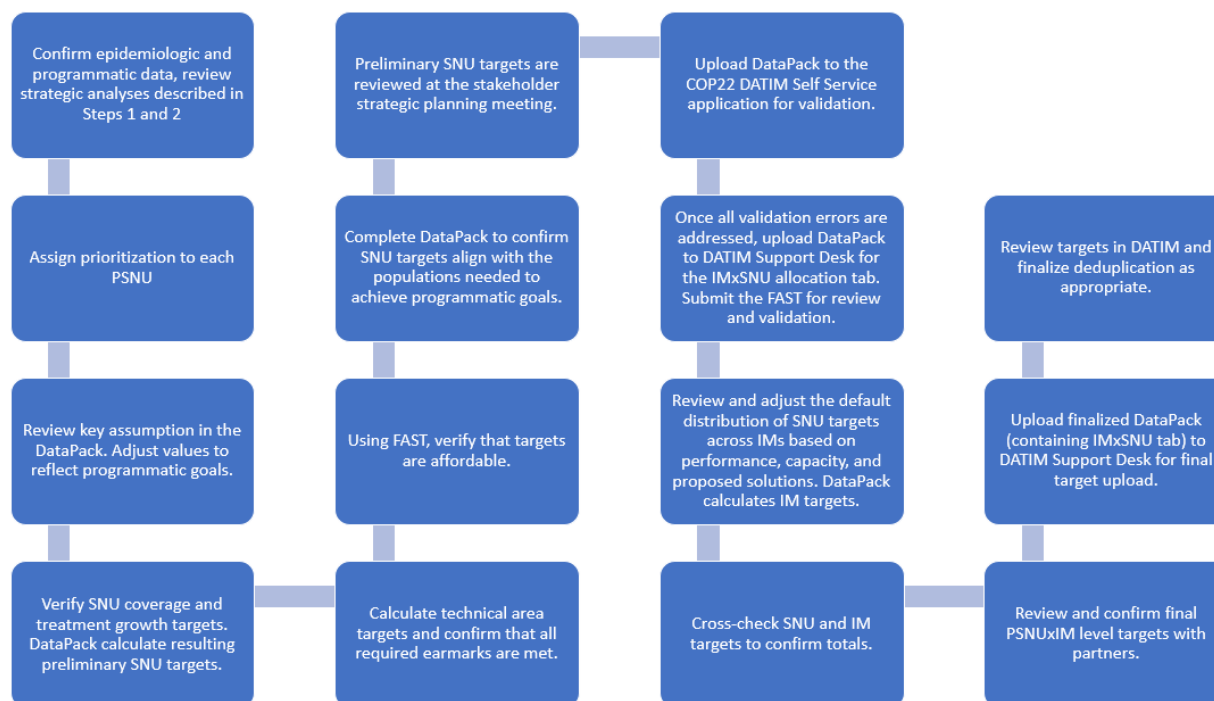 Confirm epidemiologic and
programmatic data, review
strategic analyses described in
Steps 1 and 2
Assign prioritization to each
PSNU
Review key assumption in the
DataPack. Adjust values to
reflect programmatic goals.
Verify SNU coverage and
treatment growth targets.
DataPack calculate resulting
preliminary SNU targets.
Calculate technical area
targets and confirm that all
required earmarks are met.
Using FAST, verify that targets
are affordable.
Complete DataPack to confirm
SNU targets align with the
populations needed to
achieve programmatic goals.
Preliminary SNU targets are
reviewed at the stakeholder
strategic planning meeting.
Upload DataPack to the
COP22 DATIM Self Service
application for validation.
Once all validation errors are
addressed, upload DataPack
to DATIM Support Desk for
the IMxSNU allocation tab.
Submit the FAST for review
and validation.
Review and adjust the default
distribution of SNU targets
across IMs based on
performance, capacity, and
proposed solutions. DataPack
calculates IM targets.
Cross-check SNU and IM
targets to confirm totals.
Review and confirm final
PSNUxIM level targets with
partners.
Upload finalized DataPack
(containing IMxSNU tab) to
DATIM Support Desk for final
target upload.
Review targets in DATIM and
finalize deduplication as
appropriate.